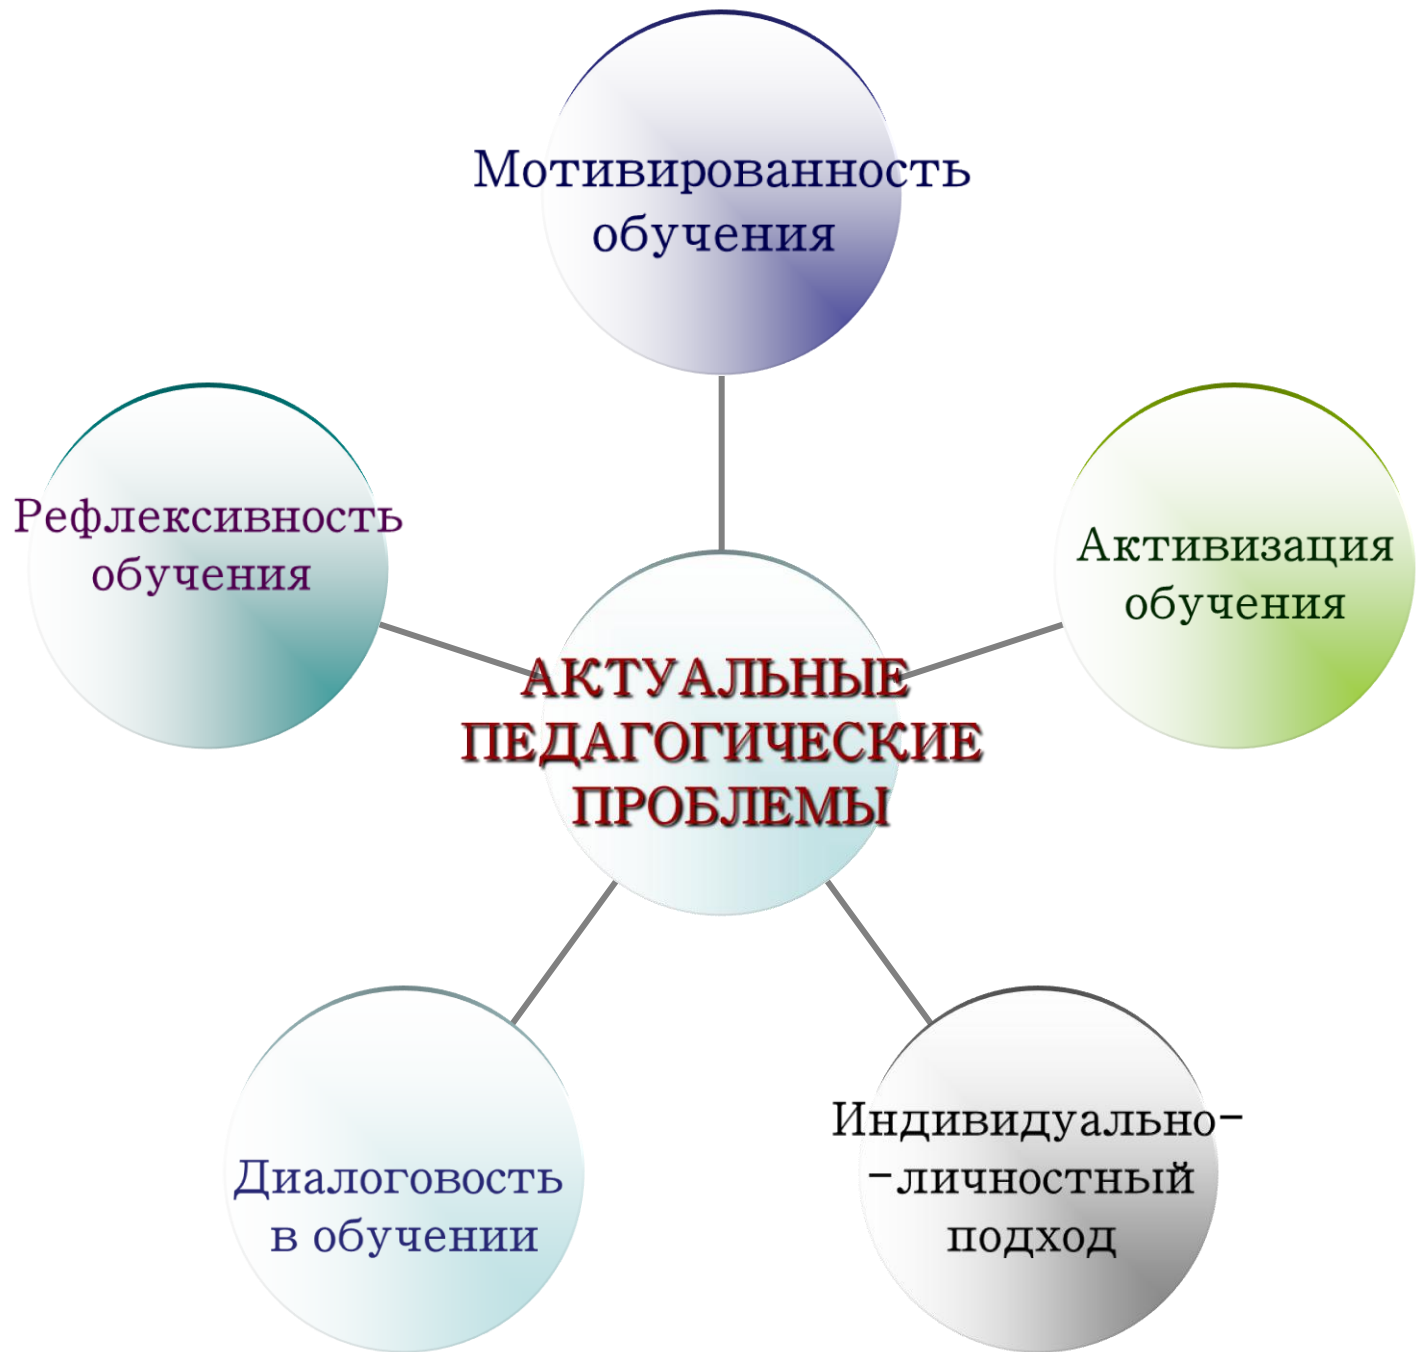 Мотивированность
обучения
Рефлексивность
обучения
Активизация
обучения
АКТУАЛЬНЫЕ
ПЕДАГОГИЧЕСКИЕ
ПРОБЛЕМЫ
Диалоговость
в обучении
Индивидуально-
-личностный
подход